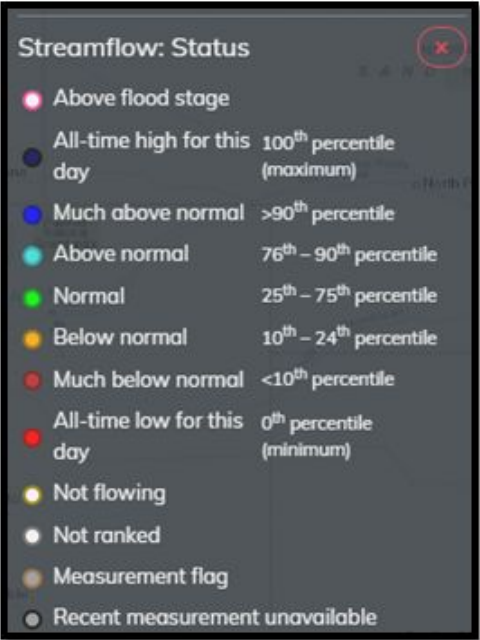 Streamflow: Status
×
Above flood stage
All-time high for this day 100th percentile (maximum)
Much above normal >90th percentile
Above normal 76th – 90th percentile
Normal 25th – 75th percentile
Below normal 10th – 24th percentile
Much below normal <10th percentile
All-time low for this day 0th percentile (minimum)
Not flowing
Not ranked
Measurement flag
Recent measurement unavailable